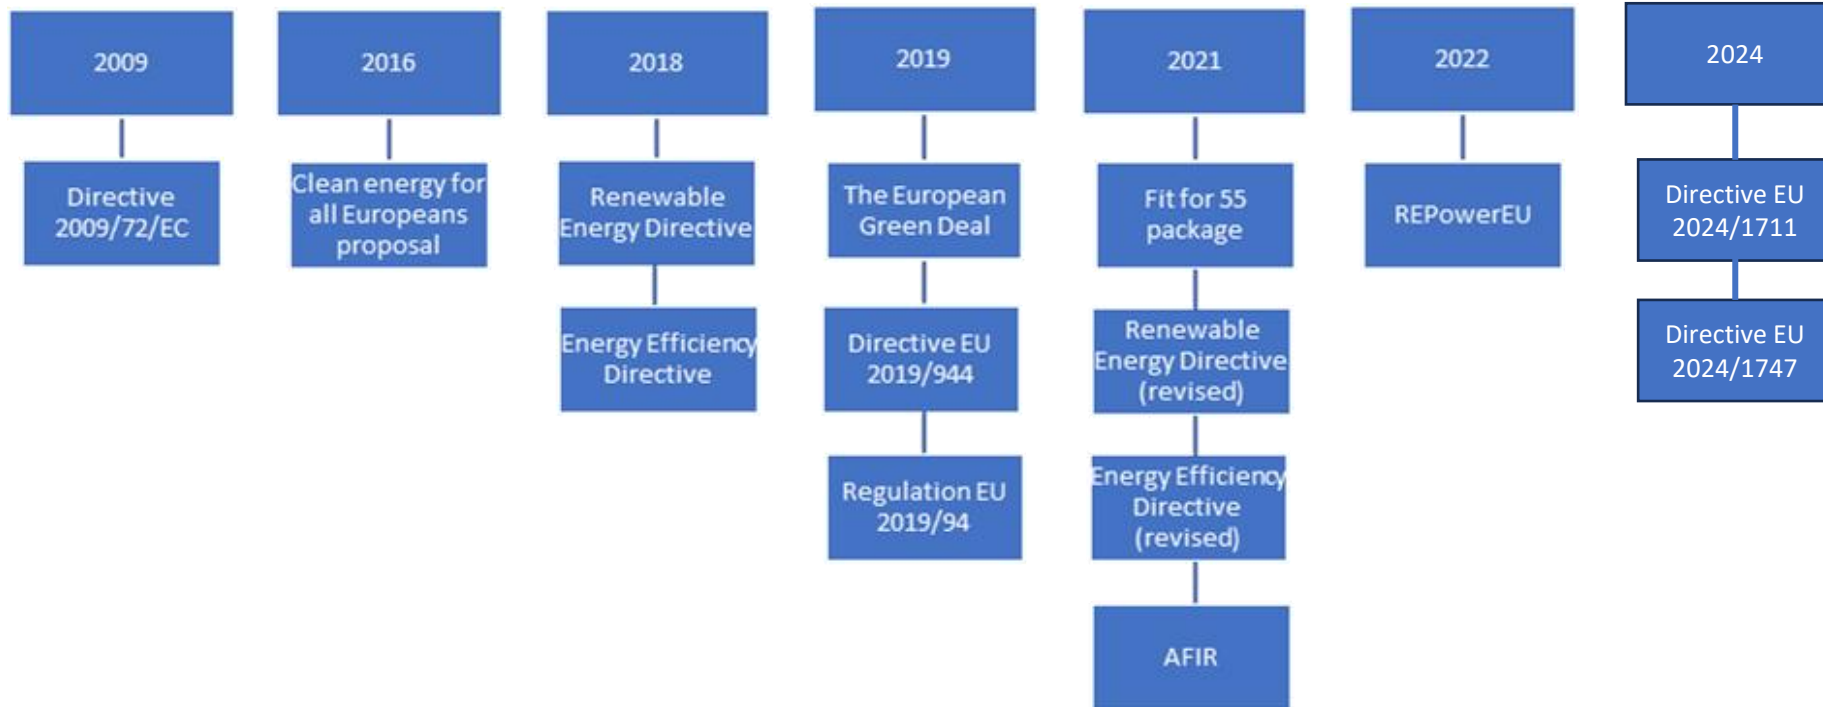 2009
Directive
2009/72/EC
2016
Clean energy for
all Europeans
proposal
2018
Renewable
Energy Directive
Energy Efficiency
Directive
2019
The European
Green Deal
Directive EU
2019/944
Regulation EU
2019/94
2021
Fit for 55
package
Renewable
Energy Directive
(revised)
Energy Efficiency
Directive
(revised)
AFIR
2022
REPowerEU
2024
Directive EU
2024/1711
Directive EU
2024/1747